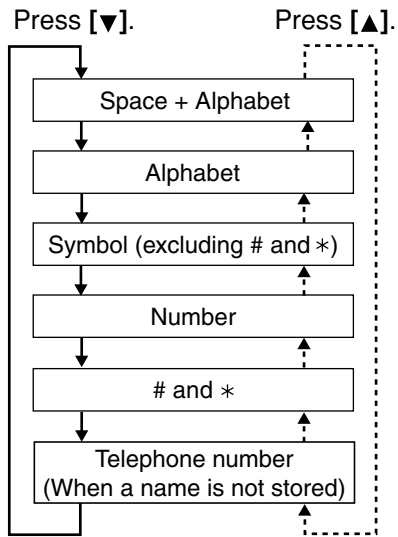 Press [▼].
Press [▲].
Space + Alphabet
Alphabet
Symbol (excluding # and ∗)
Number
# and ∗
Telephone number
(When a name is not stored)